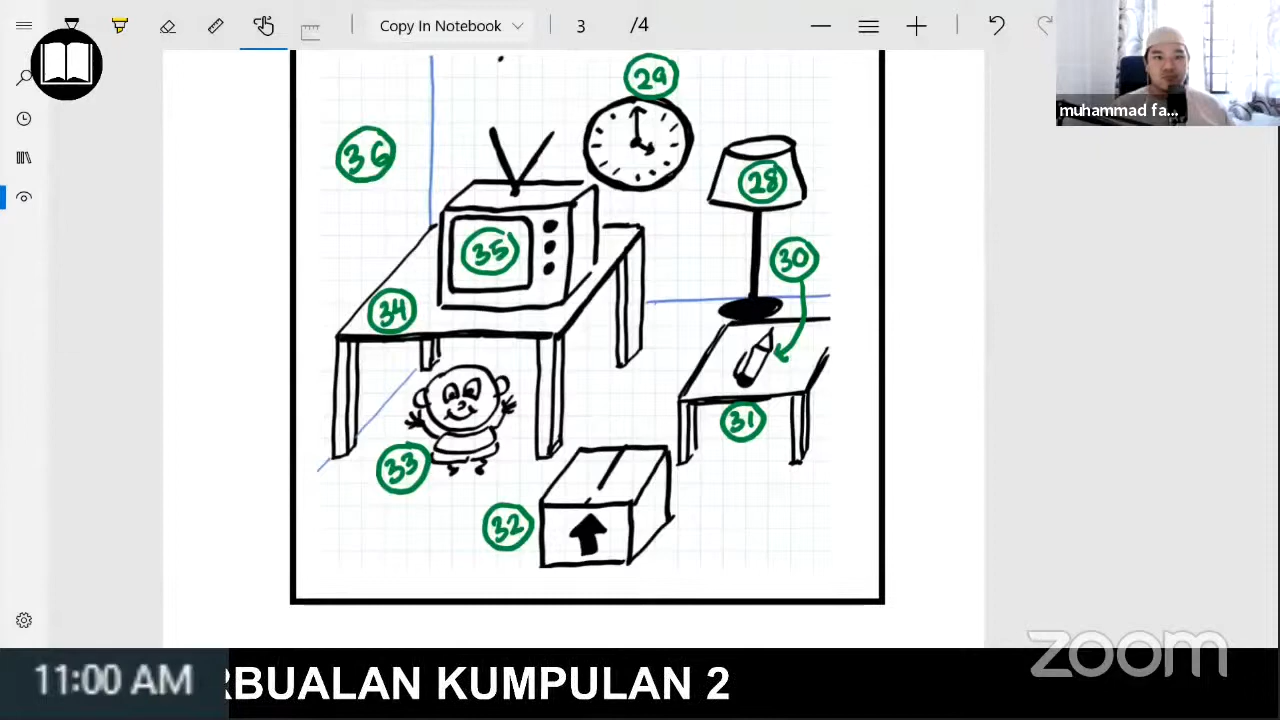 Copy In Notebook 3 /4
muhammad fa...
29
36
28
35
30
34
31
33
32
zoom
11:00 AM RBUALAN KUMPULAN 2